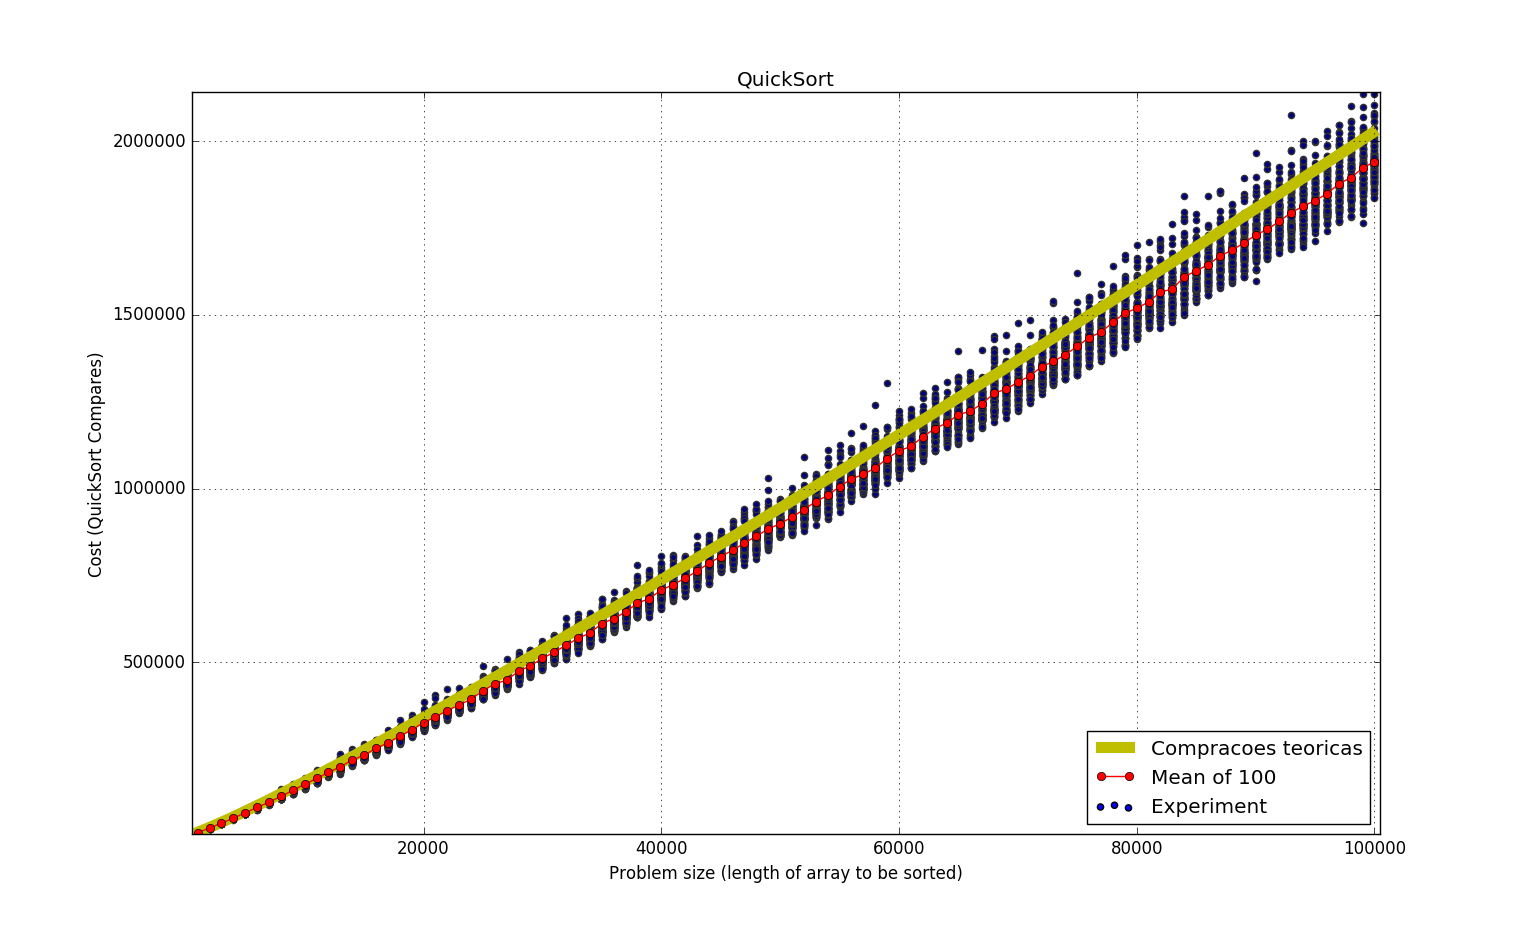 QuickSort
2000000
1500000
1000000
500000
Cost (QuickSort Compares)
20000 40000 60000 80000 100000
Problem size (length of array to be sorted)
Compracoes teoricas
Mean of 100
Experiment